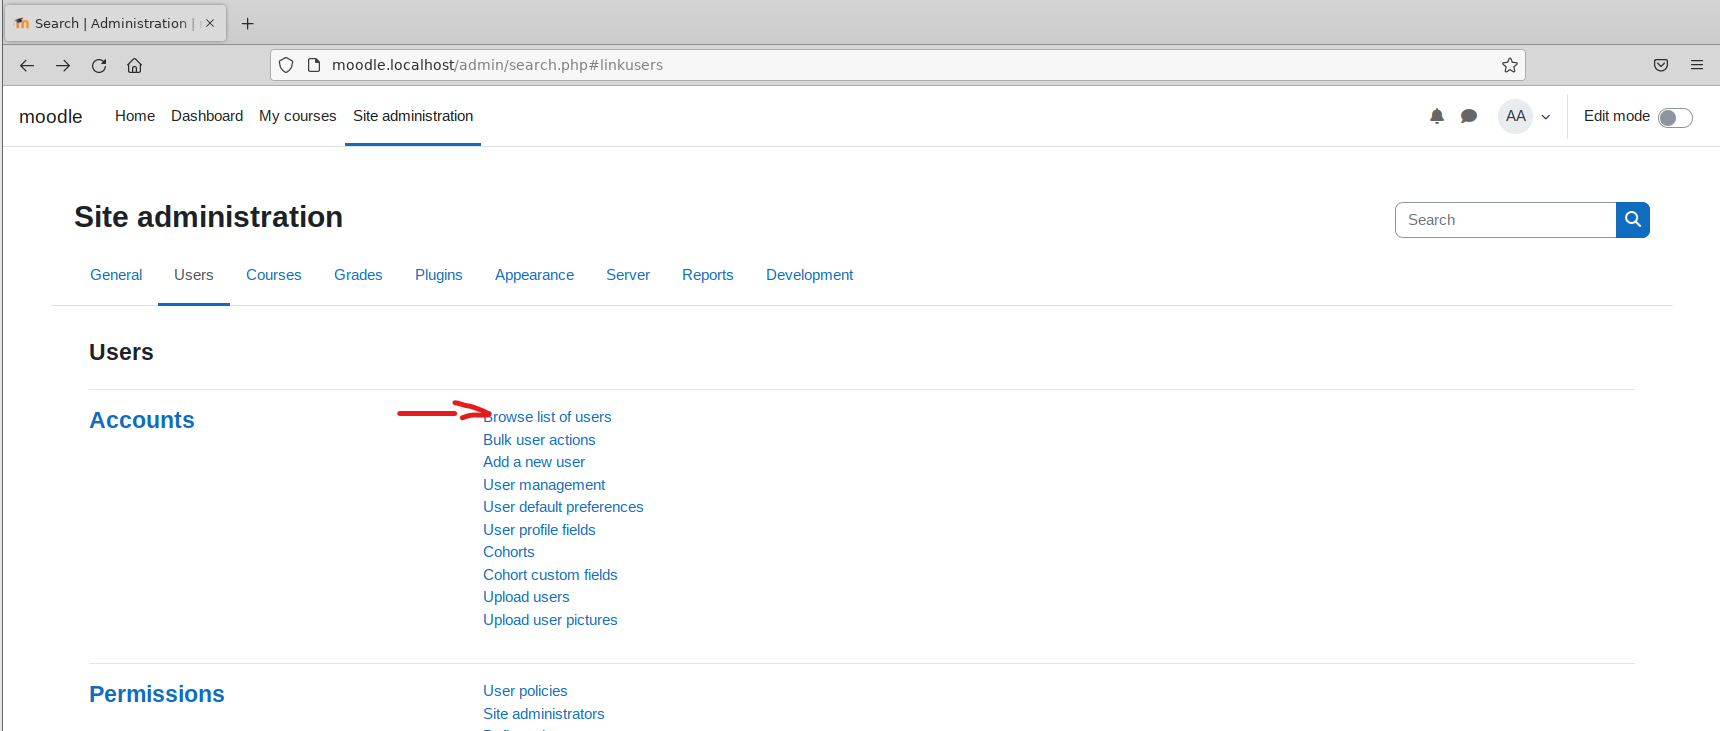 Search | Administration |
moodle.localhost/admin/search.php#linkusers
moodle Home Dashboard My courses Site administration AA Edit mode
Site administration
Search
General Users Courses Grades Plugins Appearance Server Reports Development
Users
Accounts
Browse list of users
Bulk user actions
Add a new user
User management
User default preferences
User profile fields
Cohorts
Cohort custom fields
Upload users
Upload user pictures
Permissions
User policies
Site administrators